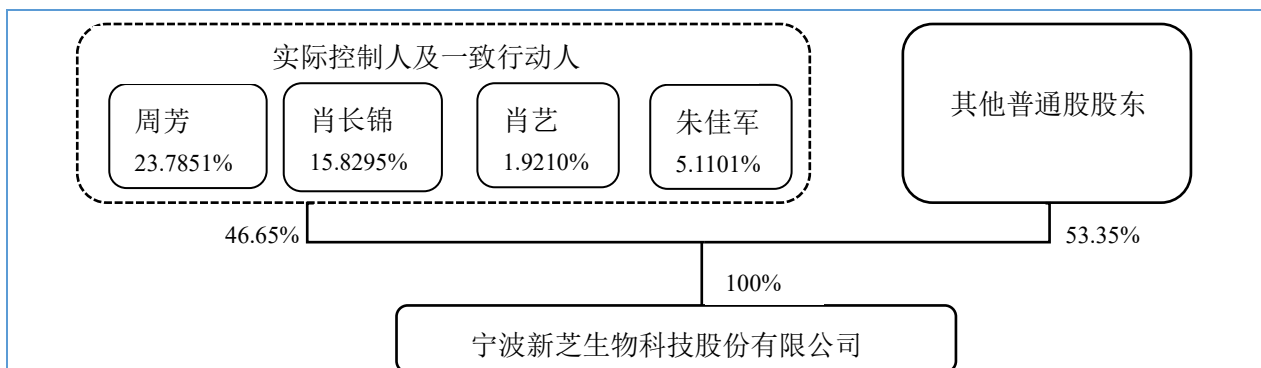 实际控制人及一致行动人
周芳
23.7851%
肖长锦
15.8295%
肖艺
1.9210%
朱佳军
5.1101%
其他普通股股东
46.65%
53.35%
100%
宁波新芝生物科技股份有限公司